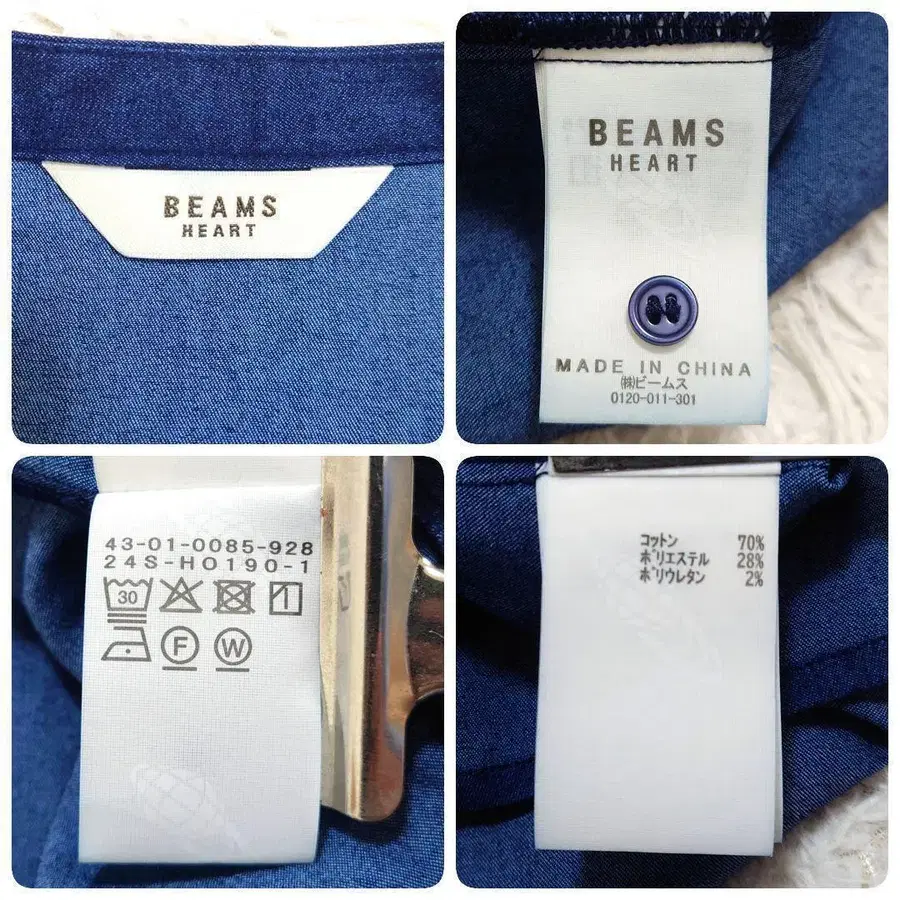 BEAMS
HEART
BEAMS
HEART
MADE IN CHINA
㈱ビームス
0120-011-301
43-01-0085-928
24S-H0190-1
30
F
W
コットン 70%
ポリエステル 28%
ポリウレタン 2%